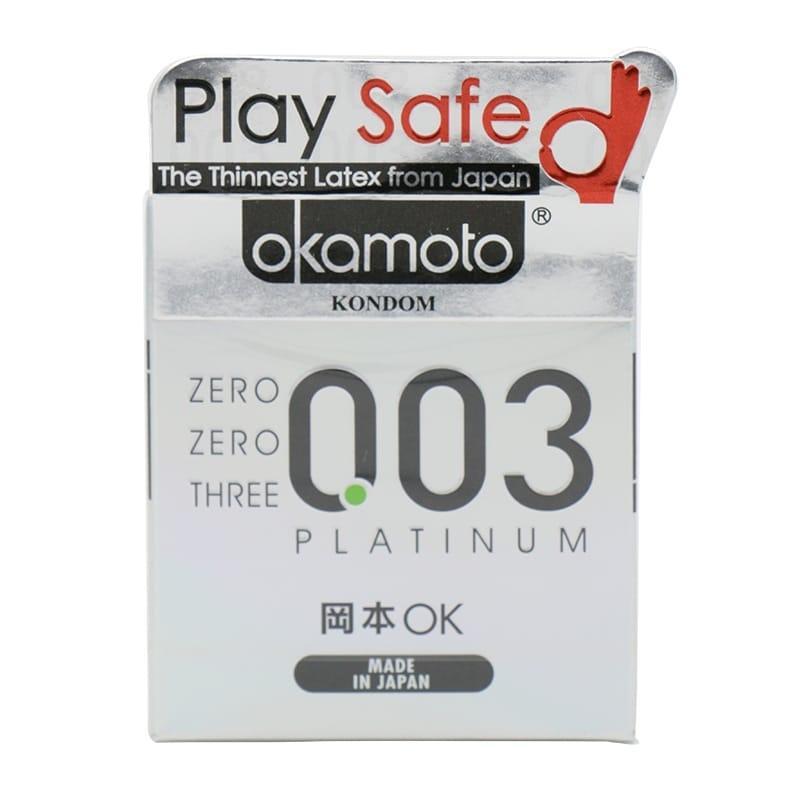 Play Safe
The Thinnest Latex from Japan
okamoto ®
KONDOM
ZERO
ZERO
THREE
0.03
PLATINUM
岡本OK
MADE
IN JAPAN